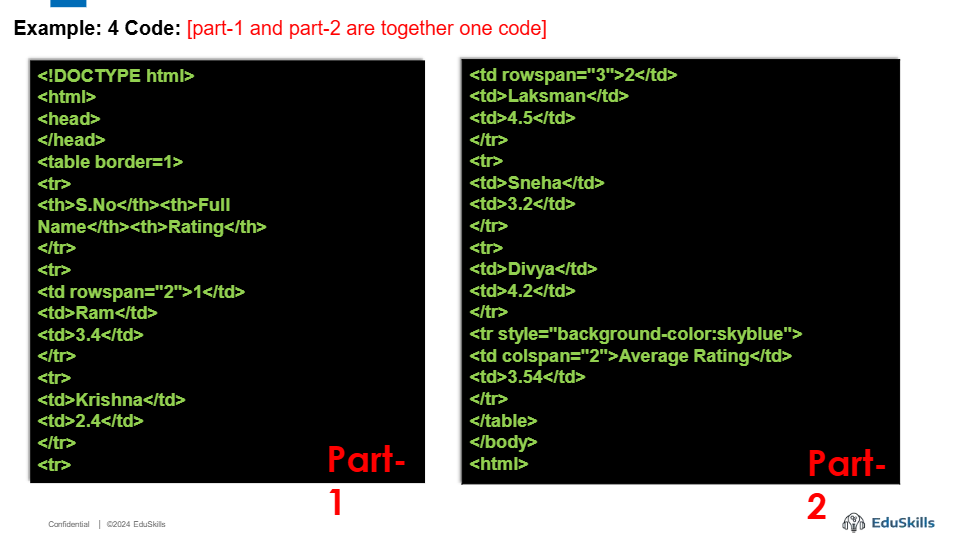 Example: 4 Code: [part-1 and part-2 are together one code]
<!DOCTYPE html>
<html>
<head>
</head>
<table border=1>
<tr>
<th>S.No</th><th>Full
Name</th><th>Rating</th>
</tr>
<tr>
<td rowspan="2">1</td>
<td>Ram</td>
<td>3.4</td>
</tr>
<tr>
<td>Krishna</td>
<td>2.4</td>
</tr>
<tr>
Part-
1
<td rowspan="3">2</td>
<td>Laksman</td>
<td>4.5</td>
</tr>
<tr>
<td>Sneha</td>
<td>3.2</td>
</tr>
<tr>
<td>Divya</td>
<td>4.2</td>
</tr>
<tr style="background-color:skyblue">
<td colspan="2">Average Rating</td>
<td>3.54</td>
</tr>
</table>
</body>
<html>
Part-
2
Confidential | ©2024 EduSkills
EduSkills